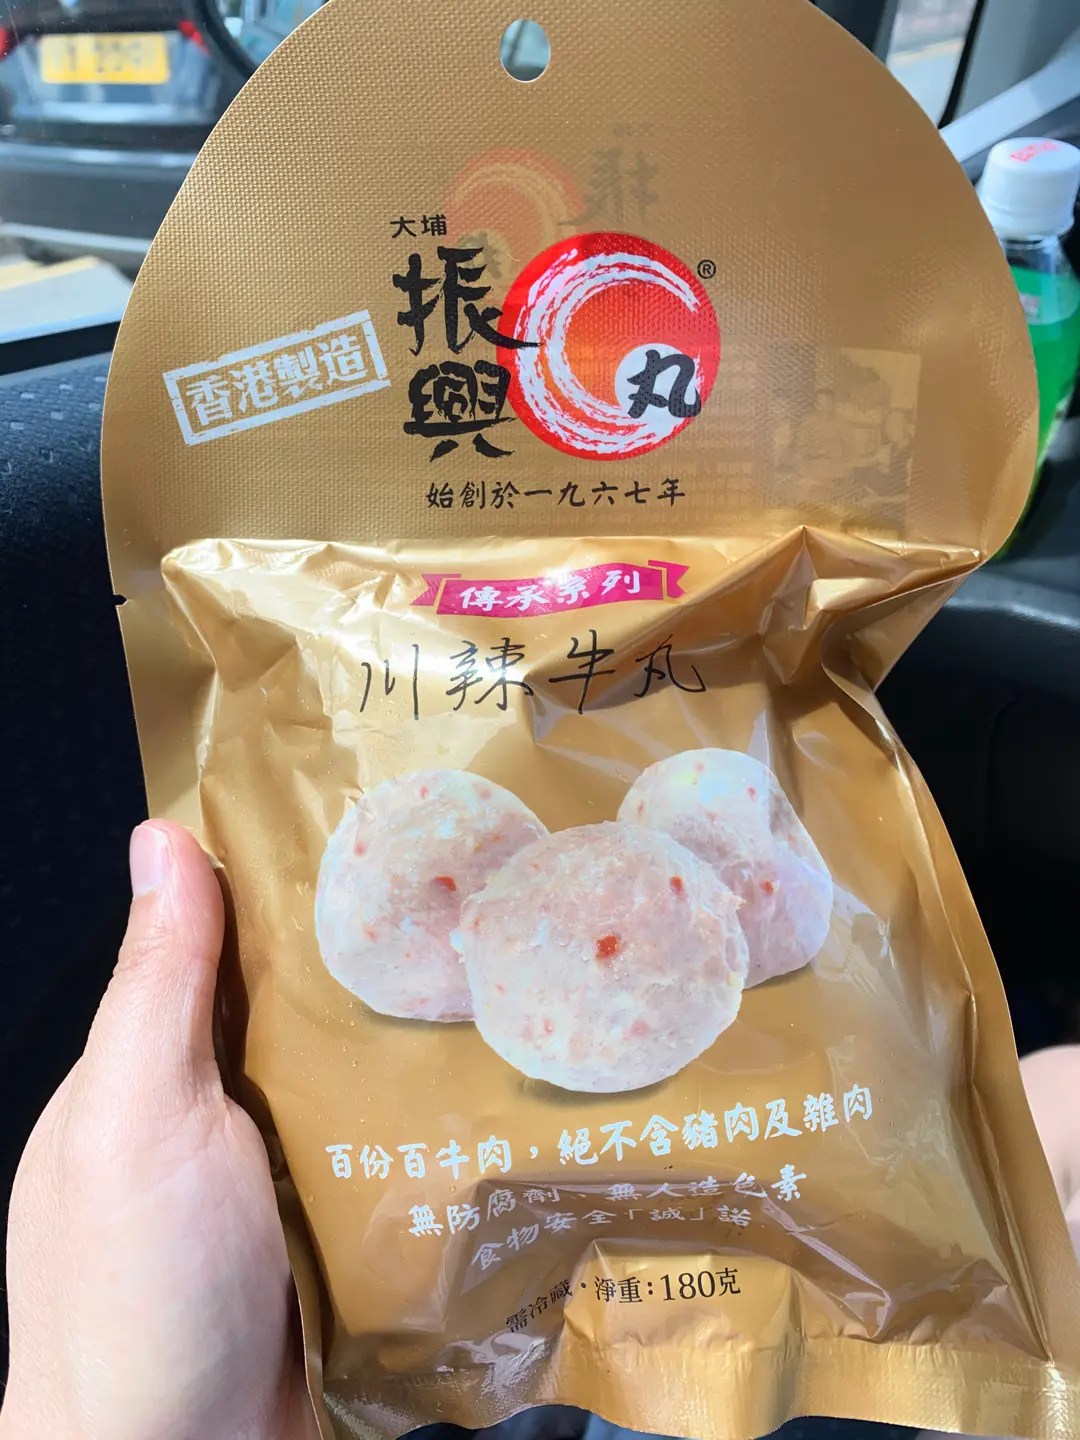 大埔
振興
丸
®
香港製造
始創於一九六七年
傳承系列
川辣牛丸
百份百牛肉，絕不含豬肉及雜肉
無防腐劑、無人造色素
食物安全「誠」諾
需冷藏・淨重：180克